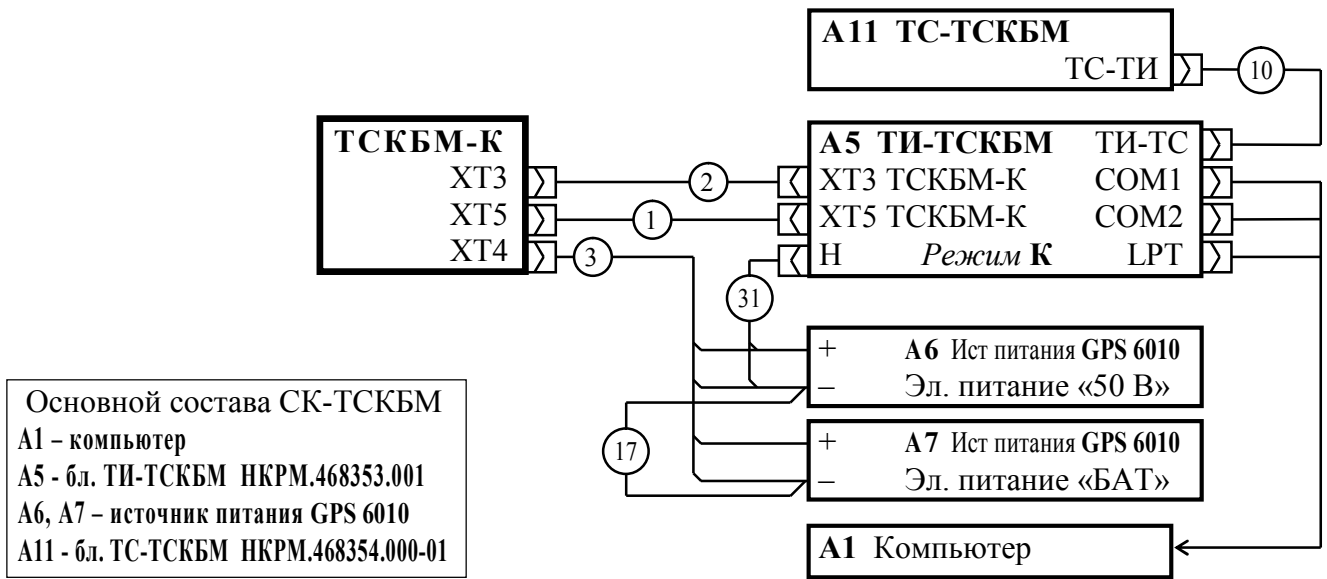 А11 ТС-ТСКБМ
ТС-ТИ
10
ТСКБМ-К
ХТ3
ХТ5
ХТ4
2
1
3
А5 ТИ-ТСКБМ ТИ-ТС
ХТ3 ТСКБМ-К COM1
ХТ5 ТСКБМ-К COM2
Н Режим К LPT
31
+ А6 Ист питания GPS 6010
– Эл. питание «50 В»
17
+ А7 Ист питания GPS 6010
– Эл. питание «БАТ»
А1 Компьютер
Основной состава СК-ТСКБМ
А1 – компьютер
А5 - бл. ТИ-ТСКБМ НКРМ.468353.001
А6, А7 – источник питания GPS 6010
А11 - бл. ТС-ТСКБМ НКРМ.468354.000-01